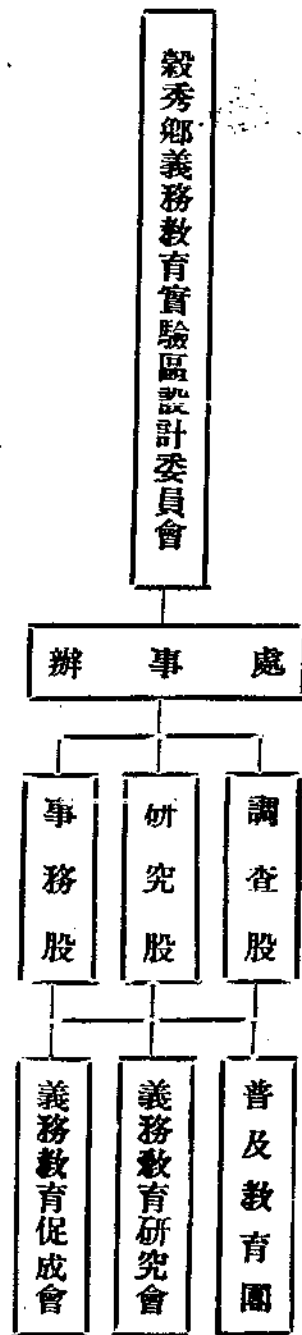 穀秀鄉義務教育實驗區設計委員會
處事辦
調查股
研究股
事務股
普及教育團
義務教育研究會
義務教育促成會